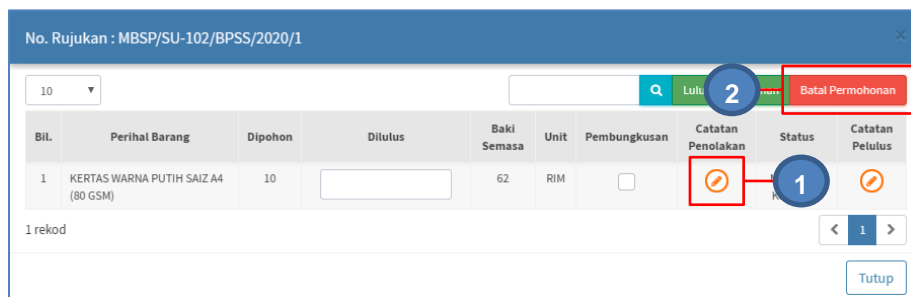 No. Rujukan : MBSP/SU-102/BPSS/2020/1
×
10
2
Batal Permohonan
Bil. Perihal Barang Dipohon Dilulus Baki Semasa Unit Pembungkusan Catatan Penolakan Status Catatan Pelulus
1 KERTAS WARNA PUTIH SAIZ A4 10 62 RIM 1
(80 GSM)
1 rekod
< 1 >
Tutup